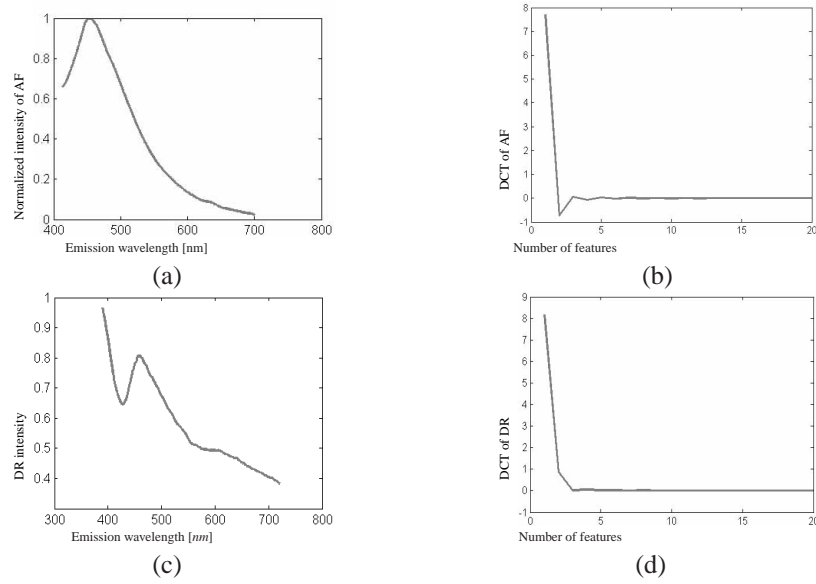 1
0.8
0.6
0.4
0.2
0
400 500 600 700 800
Normalized intensity of AF
Emission wavelength [nm]
(a)
8
7
6
5
4
3
2
1
0
-1
0 5 10 15 20
DCT of AF
Number of features
(b)
1
0.9
0.8
0.7
0.6
0.5
0.4
300 400 500 600 700 800
DR intensity
Emission wavelength [nm]
(c)
9
8
7
6
5
4
3
2
1
0
-1
0 5 10 15 20
DCT of DR
Number of features
(d)